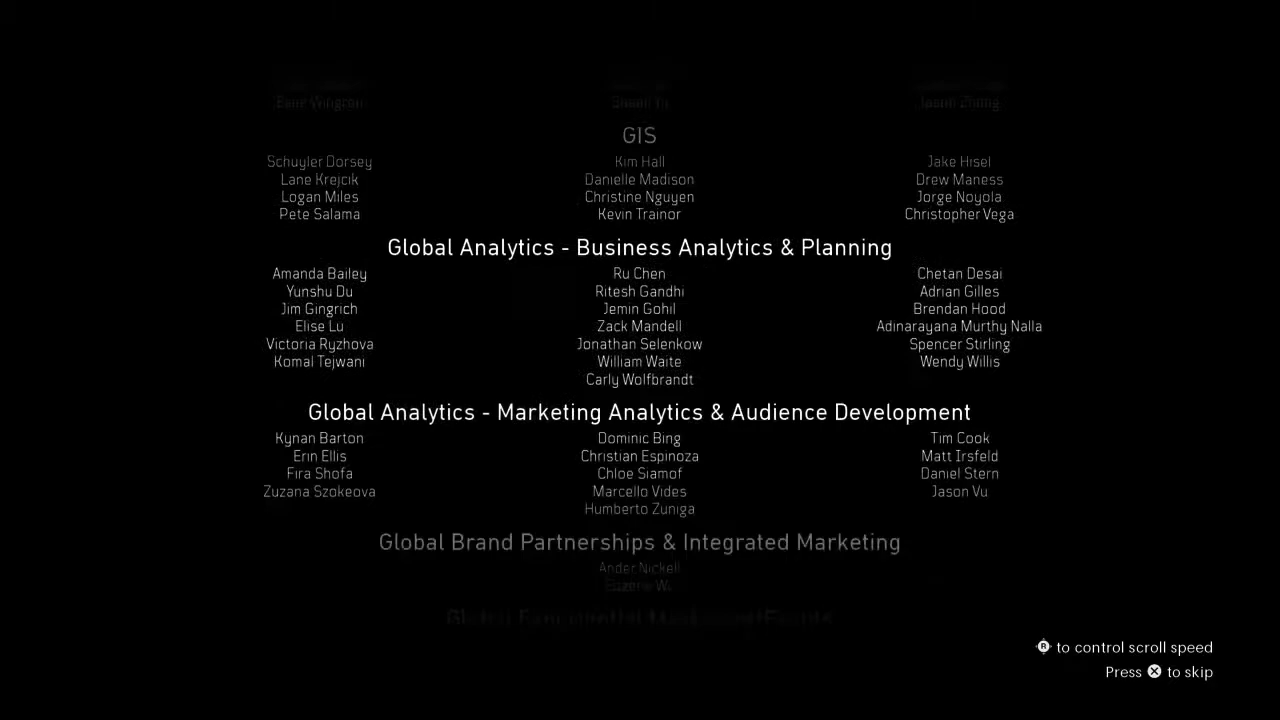 GIS
Schuyler Dorsey Kim Hall Jake Hisel
Lane Krejcik Danielle Madison Drew Maness
Logan Miles Christine Nguyen Jorge Noyola
Pete Salama Kevin Trainor Christopher Vega
Global Analytics - Business Analytics & Planning
Amanda Bailey Ru Chen Chetan Desai
Yunshu Du Ritesh Gandhi Adrian Gilles
Jim Gingrich Jemin Gohil Brendan Hood
Elise Lu Zack Mandell Adinarayana Murthy Nalla
Victoria Ryzhova Jonathan Selenkow Spencer Stirling
Komal Tejwani William Waite Wendy Willis
Carly Wolfbrandt
Global Analytics - Marketing Analytics & Audience Development
Kynan Barton Dominic Bing Tim Cook
Erin Ellis Christian Espinoza Matt Irsfeld
Fira Shofa Chloe Siamof Daniel Stern
Zuzana Szokeova Marcello Vides Jason Vu
Humberto Zuniga
Global Brand Partnerships & Integrated Marketing
Ander Nickell
R to control scroll speed
Press X to skip